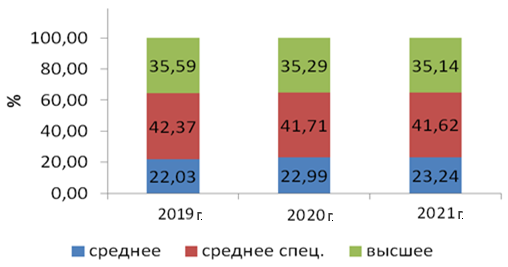 100,00
80,00
60,00
40,00
20,00
0,00
%
35,59 35,29 35,14
42,37 41,71 41,62
22,03 22,99 23,24
2019 г. 2020 г. 2021 г.
среднее среднее спец. высшее